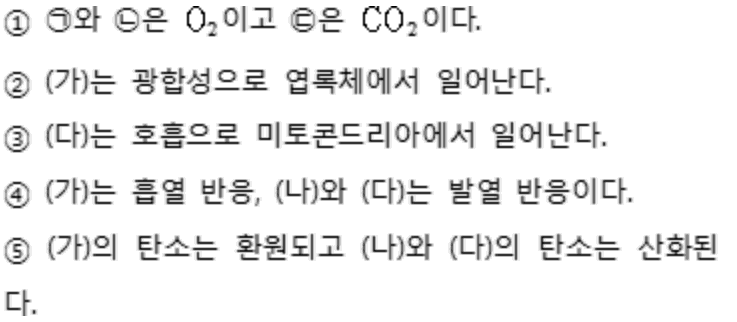 ① ㉠와 ㉡은 O₂이고 ㉢은 CO₂이다.
② (가)는 광합성으로 엽록체에서 일어난다.
③ (다)는 호흡으로 미토콘드리아에서 일어난다.
④ (가)는 흡열 반응, (나)와 (다)는 발열 반응이다.
⑤ (가)의 탄소는 환원되고 (나)와 (다)의 탄소는 산화된
다.